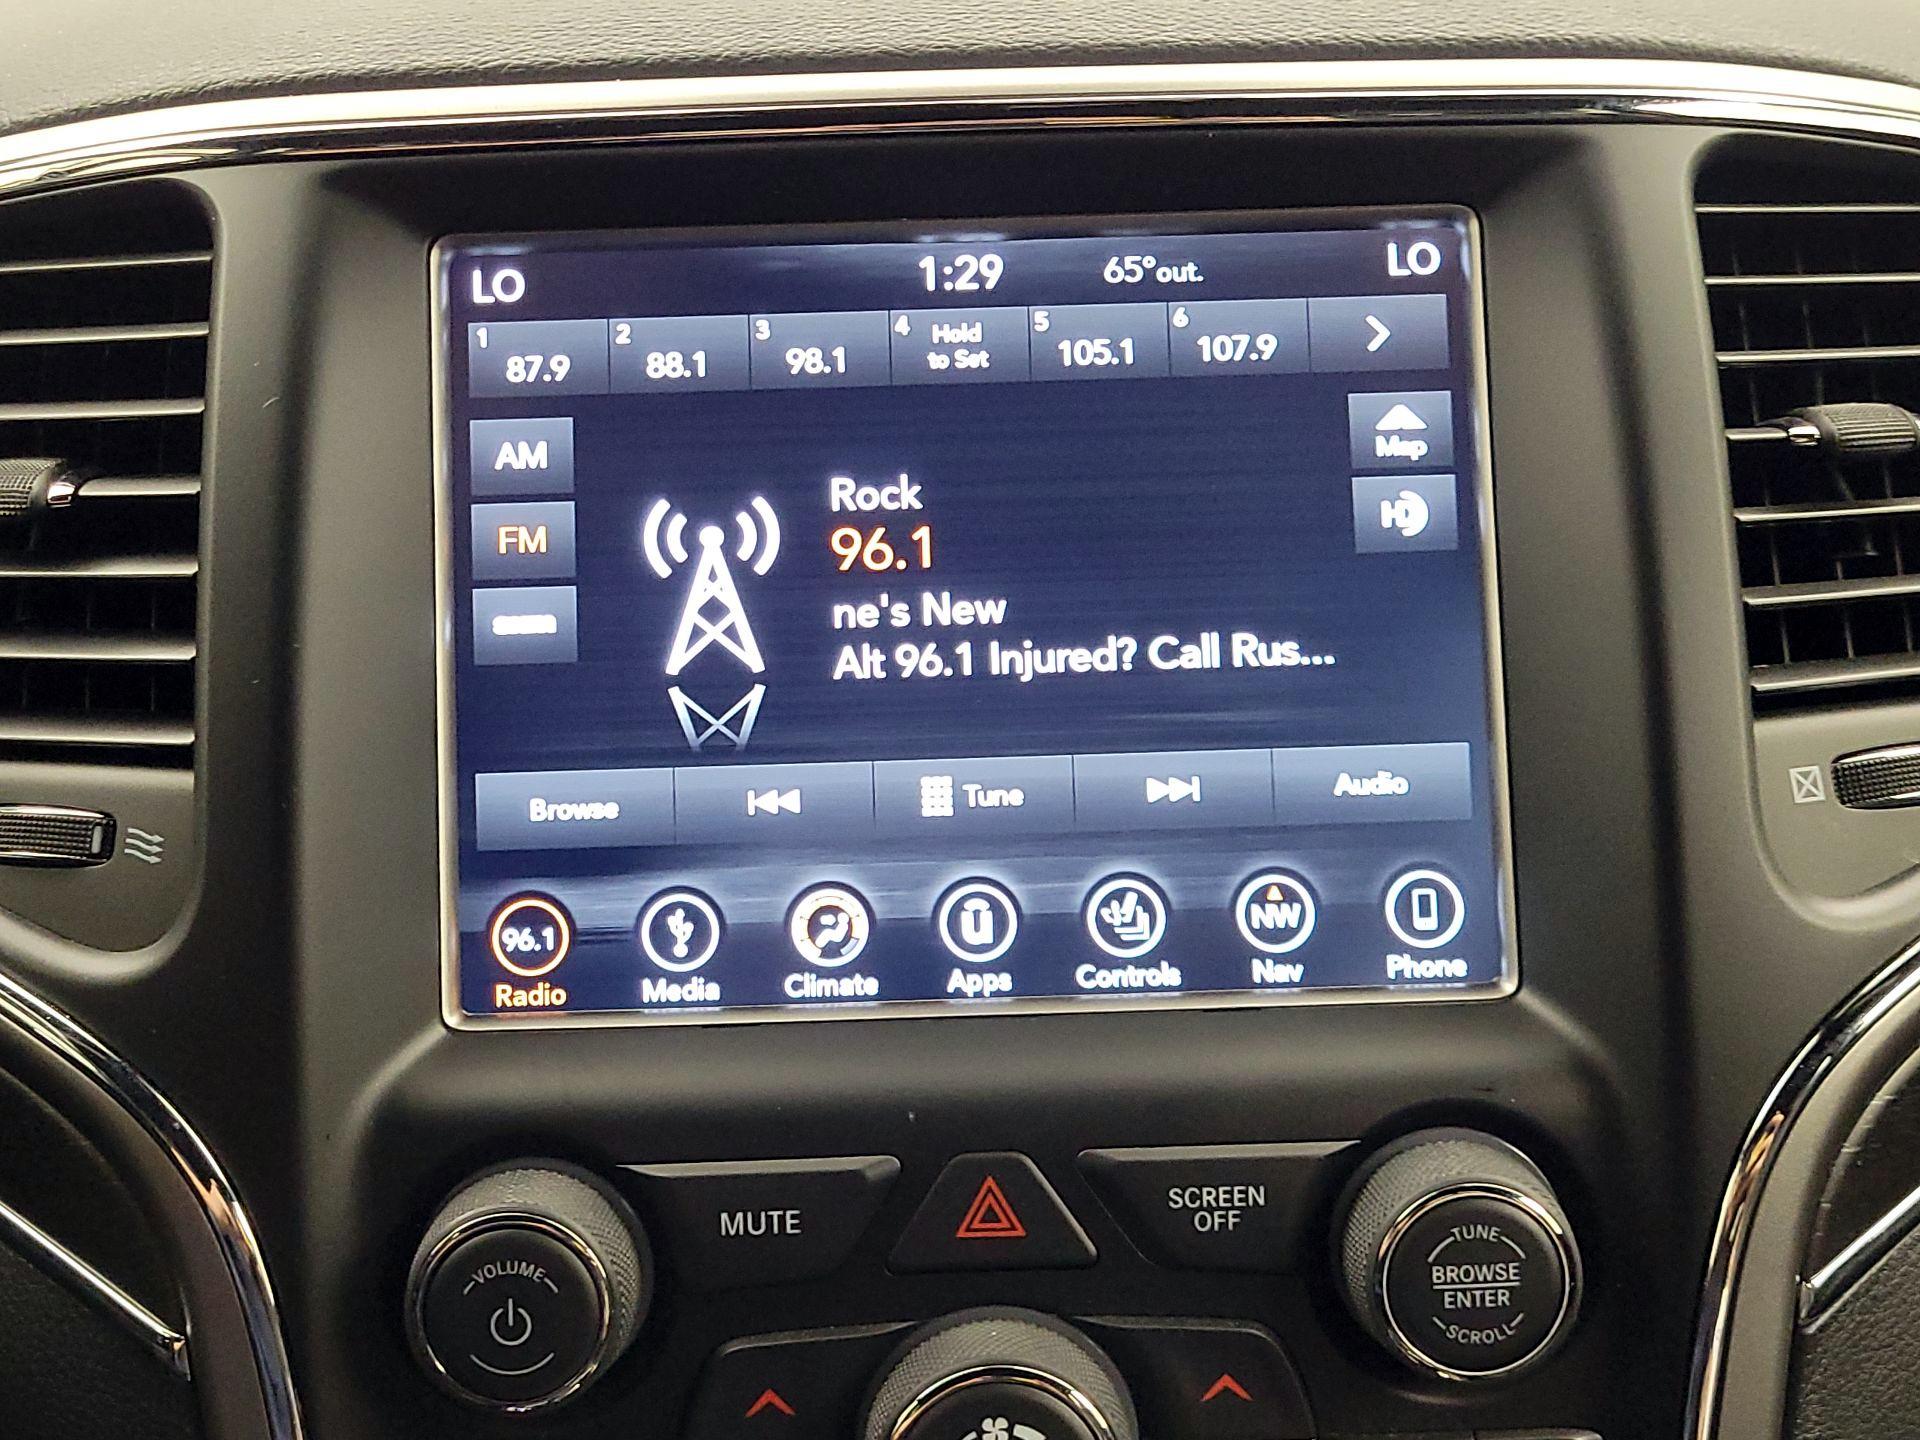 LO
1:29
65°out.
LO
1
87.9
2
88.1
3
98.1
4
Hold
to Set
5
105.1
6
107.9
AM
FM
Map
HD
Rock
96.1
ne's New
Alt 96.1 Injured? Call Rus...
Browse
Tune
Audio
96.1
NW
Radio
Media
Climate
Apps
Controls
Nav
Phone
MUTE
SCREEN
OFF
VOLUME
TUNE
BROWSE
ENTER
SCROLL